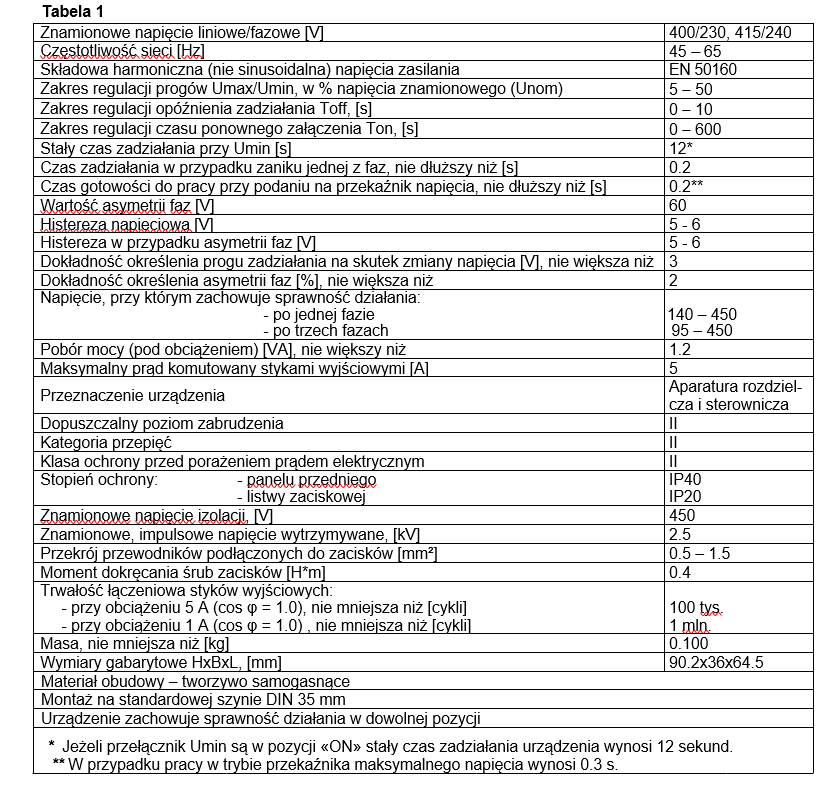 Tabela 1
Znamionowe napięcie liniowe/fazowe [V] 400/230, 415/240
Częstotliwość sieci [Hz] 45 – 65
Składowa harmoniczna (nie sinusoidalna) napięcia zasilania EN 50160
Zakres regulacji progów Umax/Umin, w % napięcia znamionowego (Unom) 5 – 50
Zakres regulacji opóźnienia zadziałania Toff, [s] 0 – 10
Zakres regulacji czasu ponownego załączenia Ton, [s] 0 – 600
Stały czas zadziałania przy Umin [s] 12*
Czas zadziałania w przypadku zaniku jednej z faz, nie dłuższy niż [s] 0.2
Czas gotowości do pracy przy podaniu na przekaźnik napięcia, nie dłuższy niż [s] 0.2**
Wartość asymetrii faz [V] 60
Histereza napięciowa [V] 5 - 6
Histereza w przypadku asymetrii faz [V] 5 - 6
Dokładność określenia progu zadziałania na skutek zmiany napięcia [V], nie większa niż 3
Dokładność określenia asymetrii faz [%], nie większa niż 2
Napięcie, przy którym zachowuje sprawność działania:
- po jednej fazie 140 – 450
- po trzech fazach 95 – 450
Pobór mocy (pod obciążeniem) [VA], nie większy niż 1.2
Maksymalny prąd komutowany stykami wyjściowymi [A] 5
Przeznaczenie urządzenia Aparatura rozdziel-
cza i sterownicza
Dopuszczalny poziom zabrudzenia II
Kategoria przepięć II
Klasa ochrony przed porażeniem prądem elektrycznym II
Stopień ochrony: - panelu przedniego IP40
- listwy zaciskowej IP20
Znamionowe napięcie izolacji, [V] 450
Znamionowe, impulsowe napięcie wytrzymywane, [kV] 2.5
Przekrój przewodników podłączonych do zacisków [mm²] 0.5 – 1.5
Moment dokręcania śrub zacisków [H*m] 0.4
Trwałość łączeniowa styków wyjściowych:
- przy obciążeniu 5 A (cos φ = 1.0), nie mniejsza niż [cykli] 100 tys.
- przy obciążeniu 1 A (cos φ = 1.0) , nie mniejsza niż [cykli] 1 mln.
Masa, nie mniejsza niż [kg] 0.100
Wymiary gabarytowe HxBxL, [mm] 90.2x36x64.5
Materiał obudowy – tworzywo samogasnące
Montaż na standardowej szynie DIN 35 mm
Urządzenie zachowuje sprawność działania w dowolnej pozycji
* Jeżeli przełącznik Umin są w pozycji «ON» stały czas zadziałania urządzenia wynosi 12 sekund.
** W przypadku pracy w trybie przekaźnika maksymalnego napięcia wynosi 0.3 s.